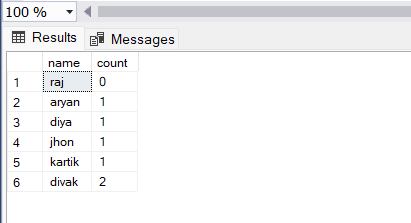 100 %
Results Messages
name count
1 raj 0
2 aryan 1
3 diya 1
4 jhon 1
5 kartik 1
6 divak 2